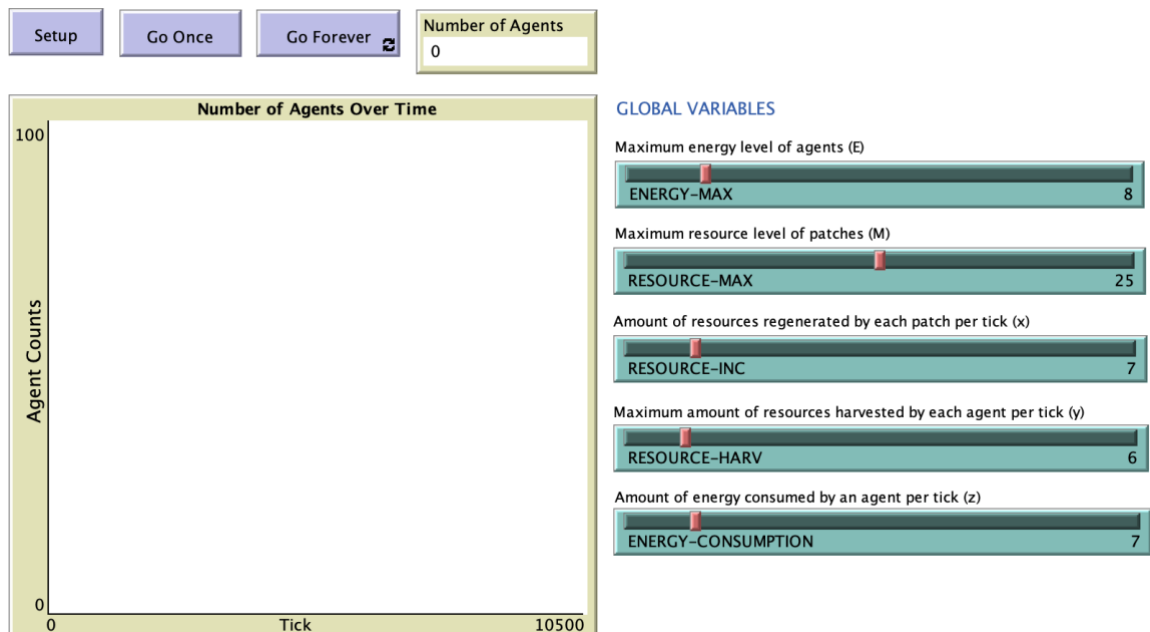 Setup
Go Once
Go Forever
Number of Agents
0
Number of Agents Over Time
100
Agent Counts
0
0
Tick
10500
GLOBAL VARIABLES
Maximum energy level of agents (E)
ENERGY-MAX 8
Maximum resource level of patches (M)
RESOURCE-MAX 25
Amount of resources regenerated by each patch per tick (x)
RESOURCE-INC 7
Maximum amount of resources harvested by each agent per tick (y)
RESOURCE-HARV 6
Amount of energy consumed by an agent per tick (z)
ENERGY-CONSUMPTION 7